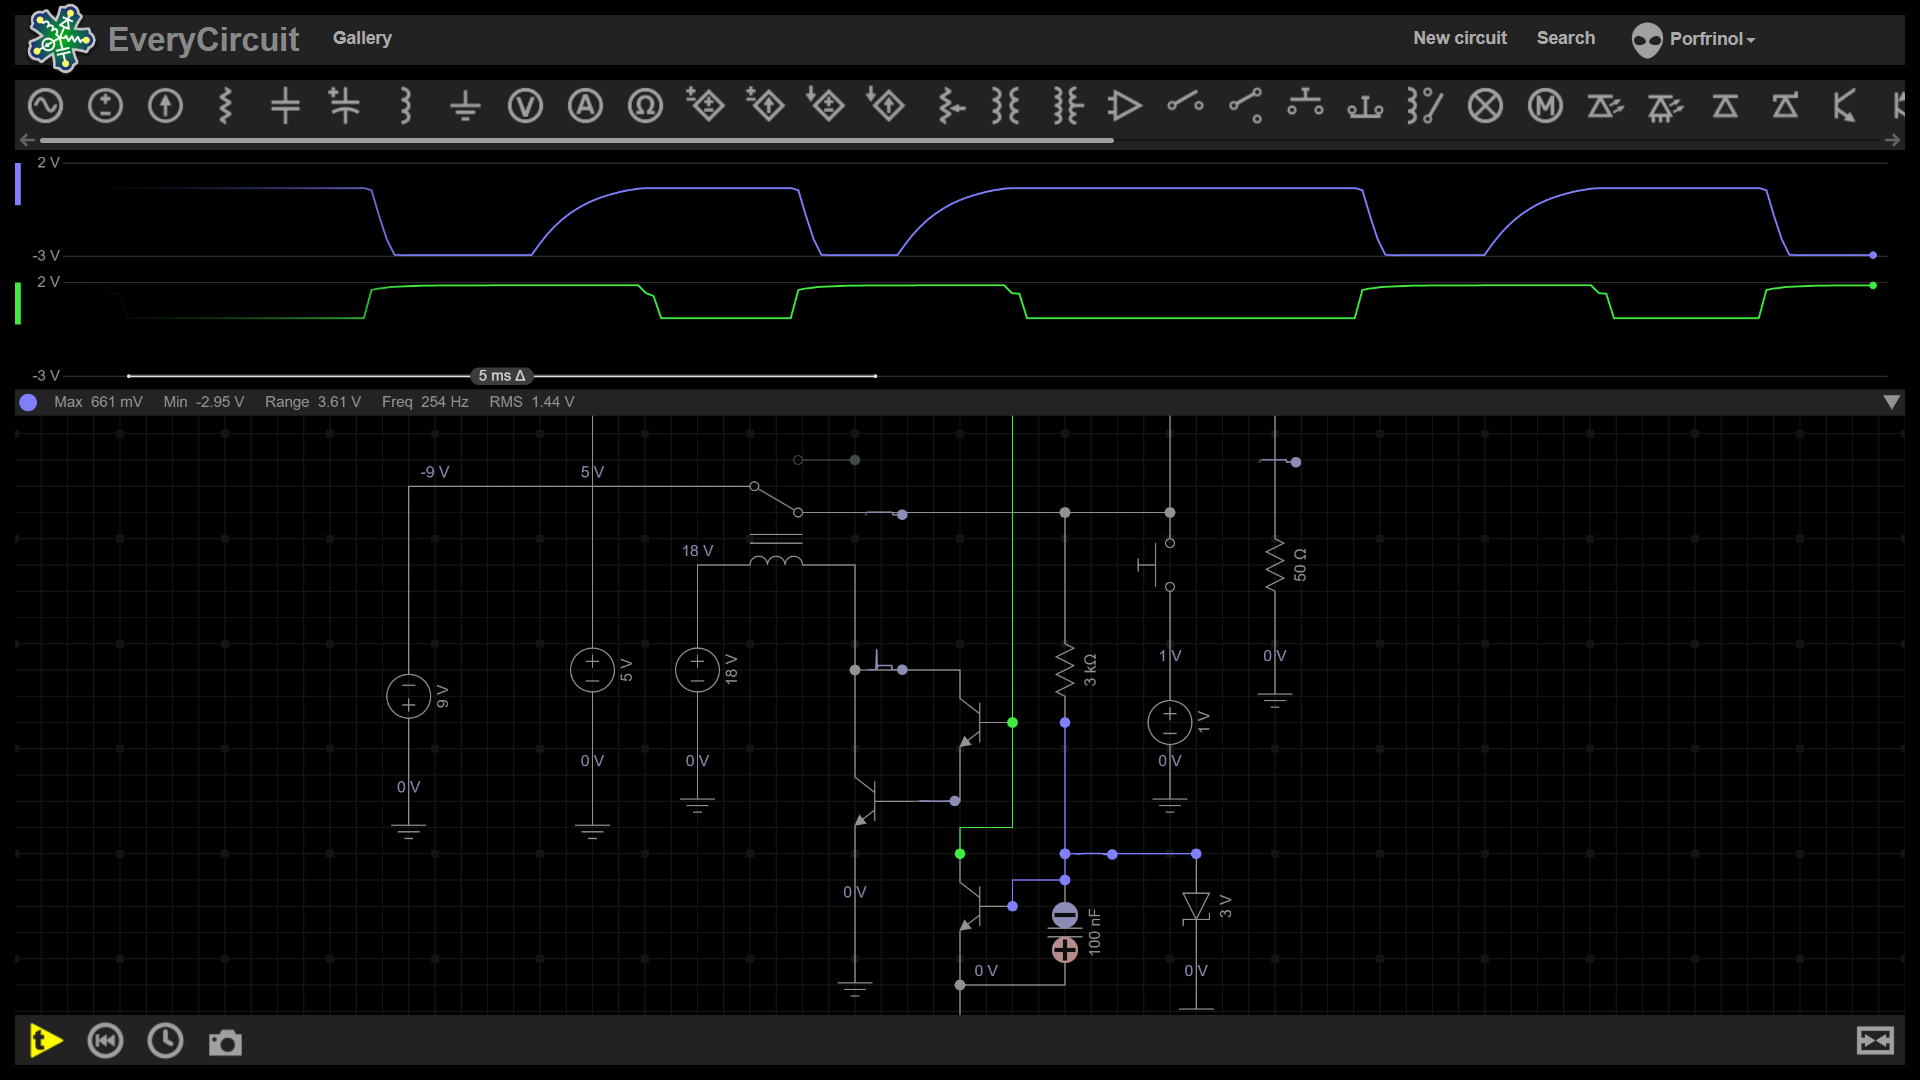 EveryCircuit Gallery New circuit Search Porfrinol
V A Ω M
2 V
-3 V
2 V
-3 V
5 ms Δ
Max 661 mV Min -2.95 V Range 3.61 V Freq 254 Hz RMS 1.44 V
-9 V 5 V
18 V
50 Ω
9 V 5 V 18 V 3 kΩ 1 V 0 V
1 V
0 V 0 V 0 V
0 V
0 V 100 nF 3 V
0 V 0 V
t